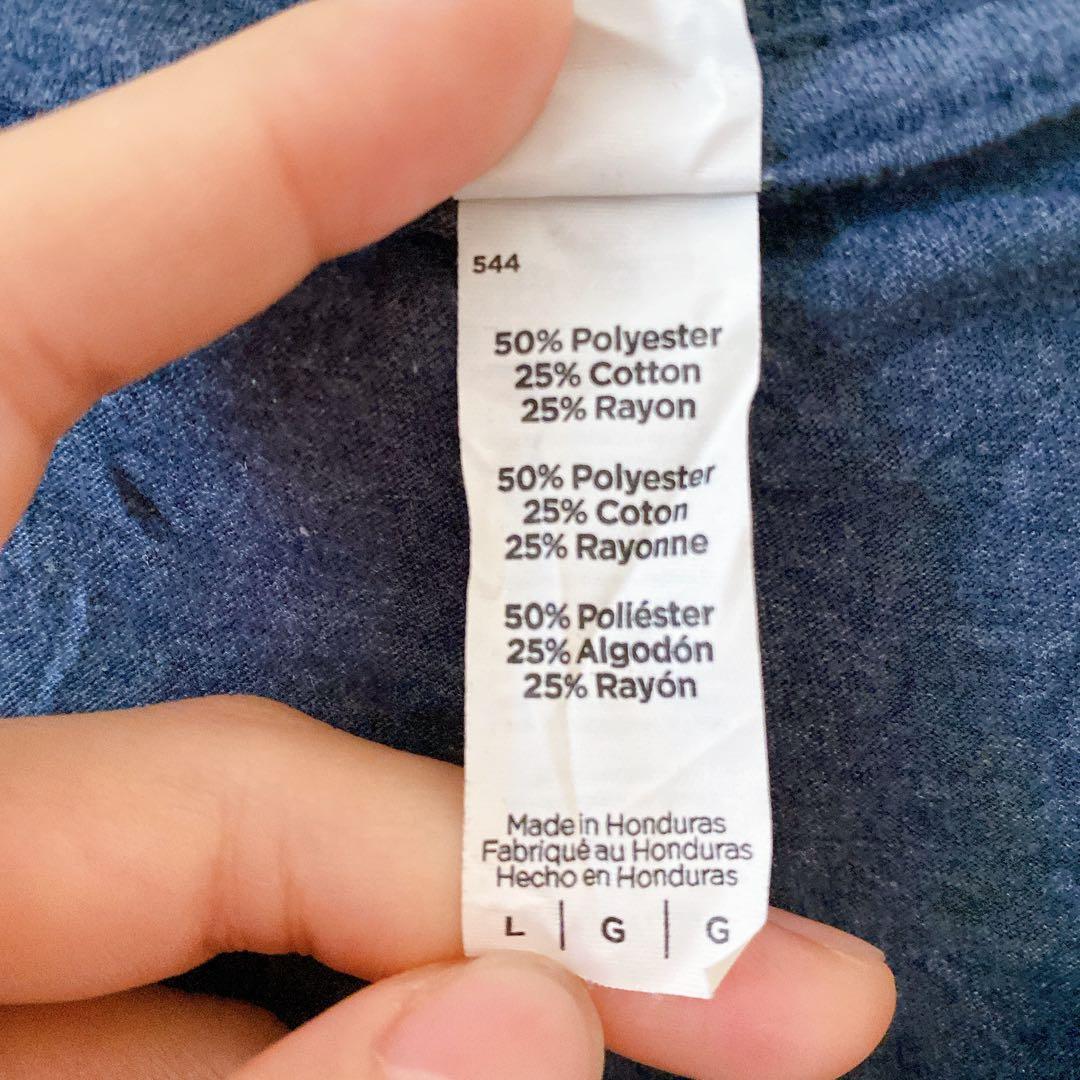 544
50% Polyester
25% Cotton
25% Rayon
50% Polyester
25% Coton
25% Rayonne
50% Poliéster
25% Algodón
25% Rayón
Made in Honduras
Fabriqué au Honduras
Hecho en Honduras
L | G | G